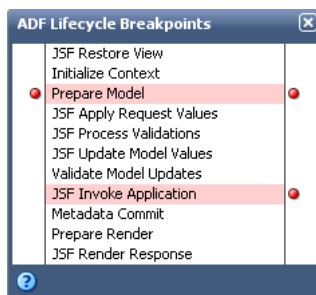 ADF Lifecycle Breakpoints
JSF Restore View
Initialize Context
Prepare Model
JSF Apply Request Values
JSF Process Validations
JSF Update Model Values
Validate Model Updates
JSF Invoke Application
Metadata Commit
Prepare Render
JSF Render Response
?